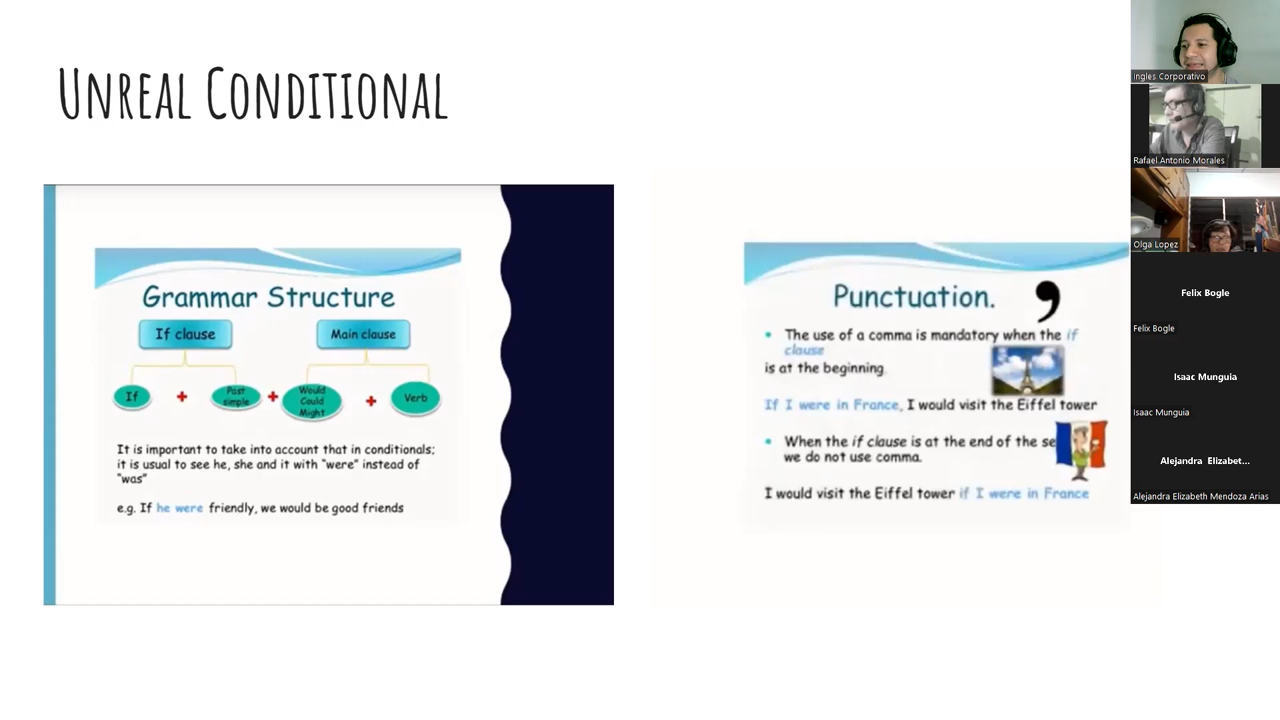 UNREAL CONDITIONAL
Grammar Structure
If clause
Main clause
If
+
Past
simple
+
Would
Could
Might
+
Verb
It is important to take into account that in conditionals;
it is usual to see he, she and it with "were" instead of
"was"
e.g. If he were friendly, we would be good friends
Punctuation.
,
• The use of a comma is mandatory when the if
clause
is at the beginning.
If I were in France, I would visit the Eiffel tower
• When the if clause is at the end of the se
we do not use comma.
I would visit the Eiffel tower if I were in France
Ingles Corporativo
Rafael Antonio Morales
Olga Lopez
Felix Bogle
Felix Bogle
Isaac Munguia
Isaac Munguia
Alejandra Elizabet...
Alejandra Elizabeth Mendoza Arias